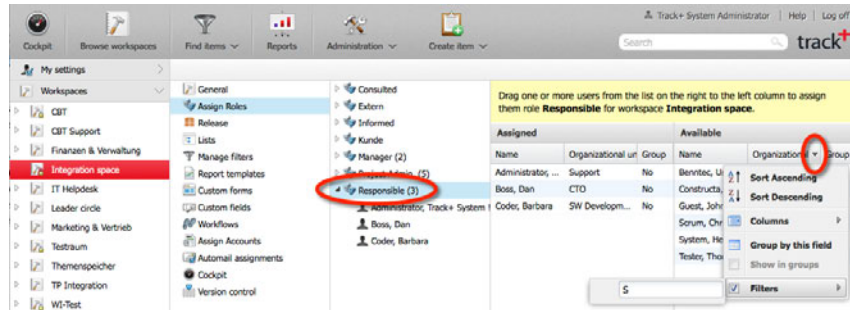 Track+ System Administrator | Help | Log off
Cockpit Browse workspaces Find items Reports Administration Create item Search track+
My settings
Workspaces
CBT
CBT Support
Finanzen & Verwaltung
Integration space
IT Helpdesk
Leader circle
Marketing & Vertrieb
Testraum
Themenspeicher
TP Integration
WI-Test
General
Assign Roles
Release
Lists
Manage filters
Report templates
Custom forms
Custom fields
Workflows
Assign Accounts
Automail assignments
Cockpit
Version control
Consulted
Extern
Informed
Kunde
Manager (2)
Project Admin. (5)
Responsible (3)
Administrator, Track+ System
Boss, Dan
Coder, Barbara
Drag one or more users from the list on the right to the left column to assign
them role Responsible for workspace Integration space.
Assigned Available
Name Organizational un Group Name Organizational Group
Administrator, ... Support No Benntec, U
Boss, Dan CTO No Constructa,
Coder, Barbara SW Developm... No Guest, John
Scrum, Chr
System, He
Tester, Tho
Sort Ascending
Sort Descending
Columns
Group by this field
Show in groups
Filters
S